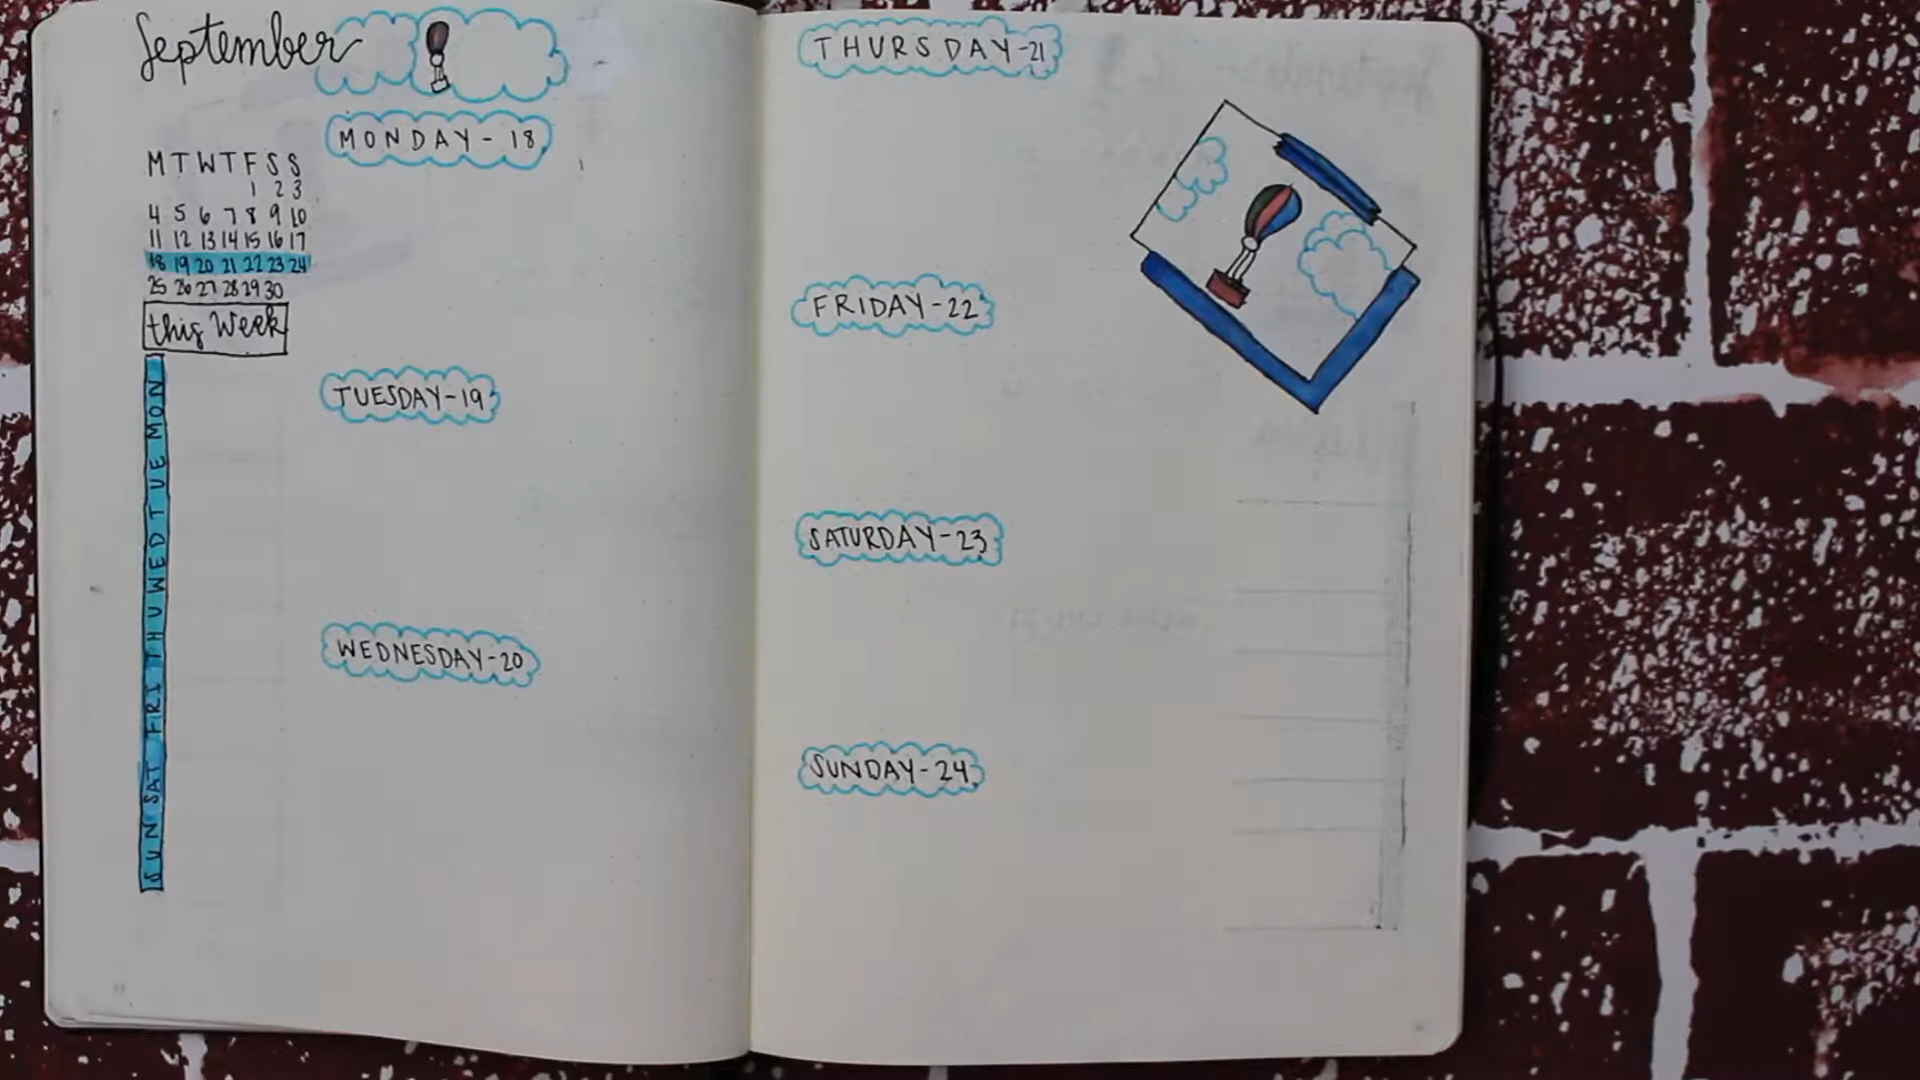 September
MONDAY-18
M T W T F S S
1 2 3
4 5 6 7 8 9 10
11 12 13 14 15 16 17
18 19 20 21 22 23 24
25 26 27 28 29 30
this Week
MON
TUE
WED
THU
FRI
SAT
SUN
TUESDAY-19
WEDNESDAY-20
THURSDAY-21
FRIDAY-22
SATURDAY-23
SUNDAY-24